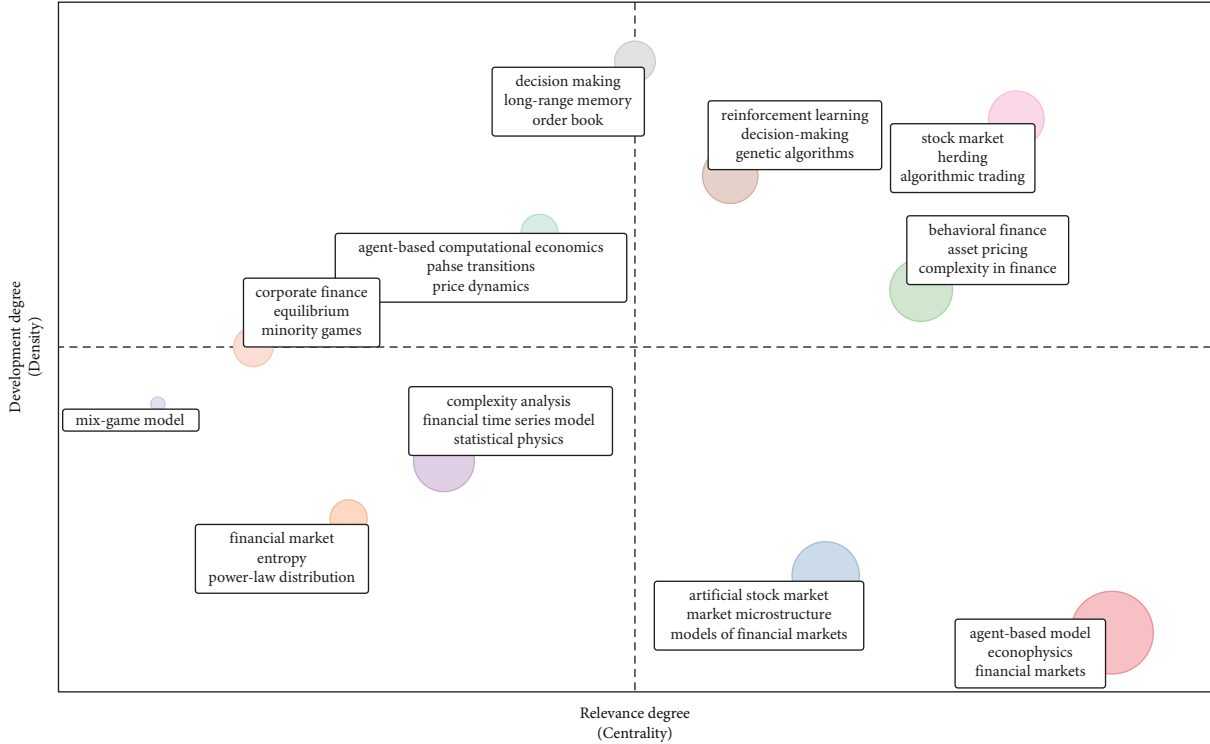 decision making
long-range memory
order book
reinforcement learning
decision-making
genetic algorithms
stock market
herding
algorithmic trading
agent-based computational economics
pahse transitions
price dynamics
behavioral finance
asset pricing
complexity in finance
corporate finance
equilibrium
minority games
mix-game model
complexity analysis
financial time series model
statistical physics
financial market
entropy
power-law distribution
artificial stock market
market microstructure
models of financial markets
agent-based model
econophysics
financial markets
Development degree
(Density)
Relevance degree
(Centrality)